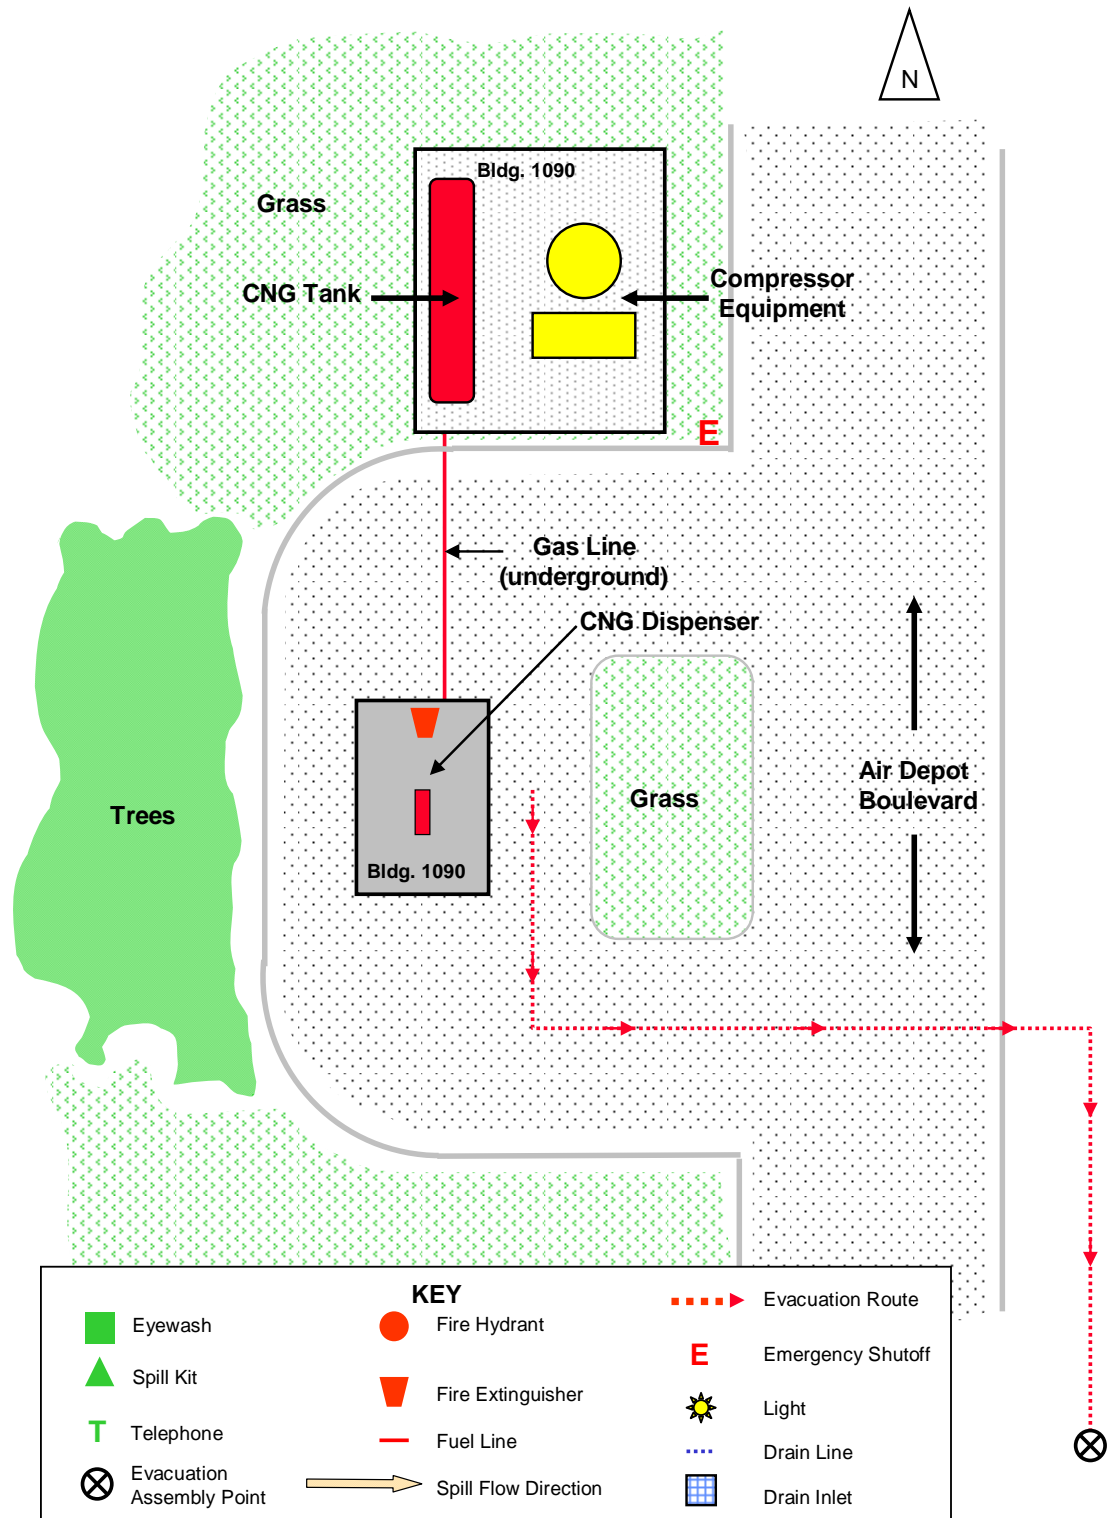 N
Bldg. 1090
Grass
CNG Tank
Compressor
Equipment
E
Gas Line
(underground)
CNG Dispenser
Air Depot
Boulevard
Grass
Trees
Bldg. 1090
KEY
Eyewash
Spill Kit
T Telephone
Evacuation
Assembly Point
Fire Hydrant
Fire Extinguisher
Fuel Line
Spill Flow Direction
Evacuation Route
E Emergency Shutoff
Light
Drain Line
Drain Inlet